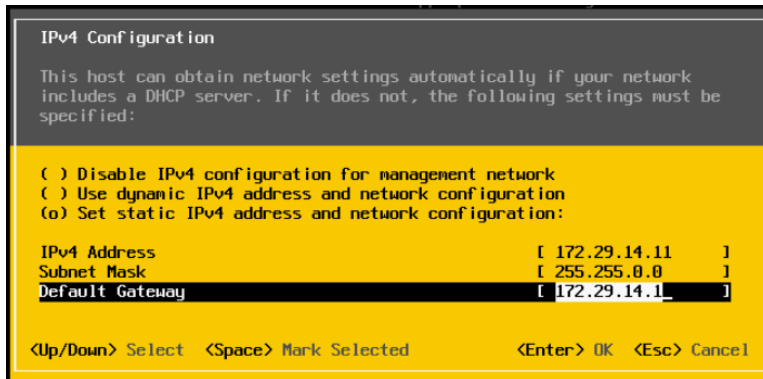 IPv4 Configuration
This host can obtain network settings automatically if your network
includes a DHCP server. If it does not, the following settings must be
specified:
( ) Disable IPv4 configuration for management network
( ) Use dynamic IPv4 address and network configuration
(o) Set static IPv4 address and network configuration:
IPv4 Address [ 172.29.14.11 ]
Subnet Mask [ 255.255.0.0 ]
Default Gateway [ 172.29.14.1_ ]
<Up/Down> Select <Space> Mark Selected <Enter> OK <Esc> Cancel